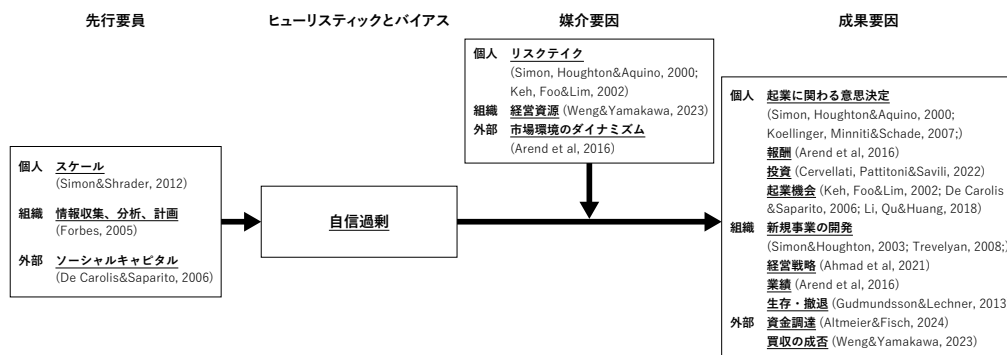 先行要員
ヒューリスティックとバイアス
媒介要因
成果要因
個人 スケール
(Simon&Shrader, 2012)
組織 情報収集、分析、計画
(Forbes, 2005)
外部 ソーシャルキャピタル
(De Carolis&Saparito, 2006)
自信過剰
個人 リスクテイク
(Simon, Houghton&Aquino, 2000;
Keh, Foo&Lim, 2002)
組織 経営資源 (Weng&Yamakawa, 2023)
外部 市場環境のダイナミズム
(Arend et al, 2016)
個人 起業に関わる意思決定
(Simon, Houghton&Aquino, 2000;
Koellinger, Minniti&Schade, 2007;)
報酬 (Arend et al, 2016)
投資 (Cervellati, Pattitoni&Savili, 2022)
起業機会 (Keh, Foo&Lim, 2002; De Carolis
&Saparito, 2006; Li, Qu&Huang, 2018)
組織 新規事業の開発
(Simon&Houghton, 2003; Trevelyan, 2008;)
経営戦略 (Ahmad et al, 2021)
業績 (Arend et al, 2016)
生存・撤退 (Gudmundsson&Lechner, 2013
外部 資金調達 (Altmeier&Fisch, 2024)
買収の成否 (Weng&Yamakawa, 2023)